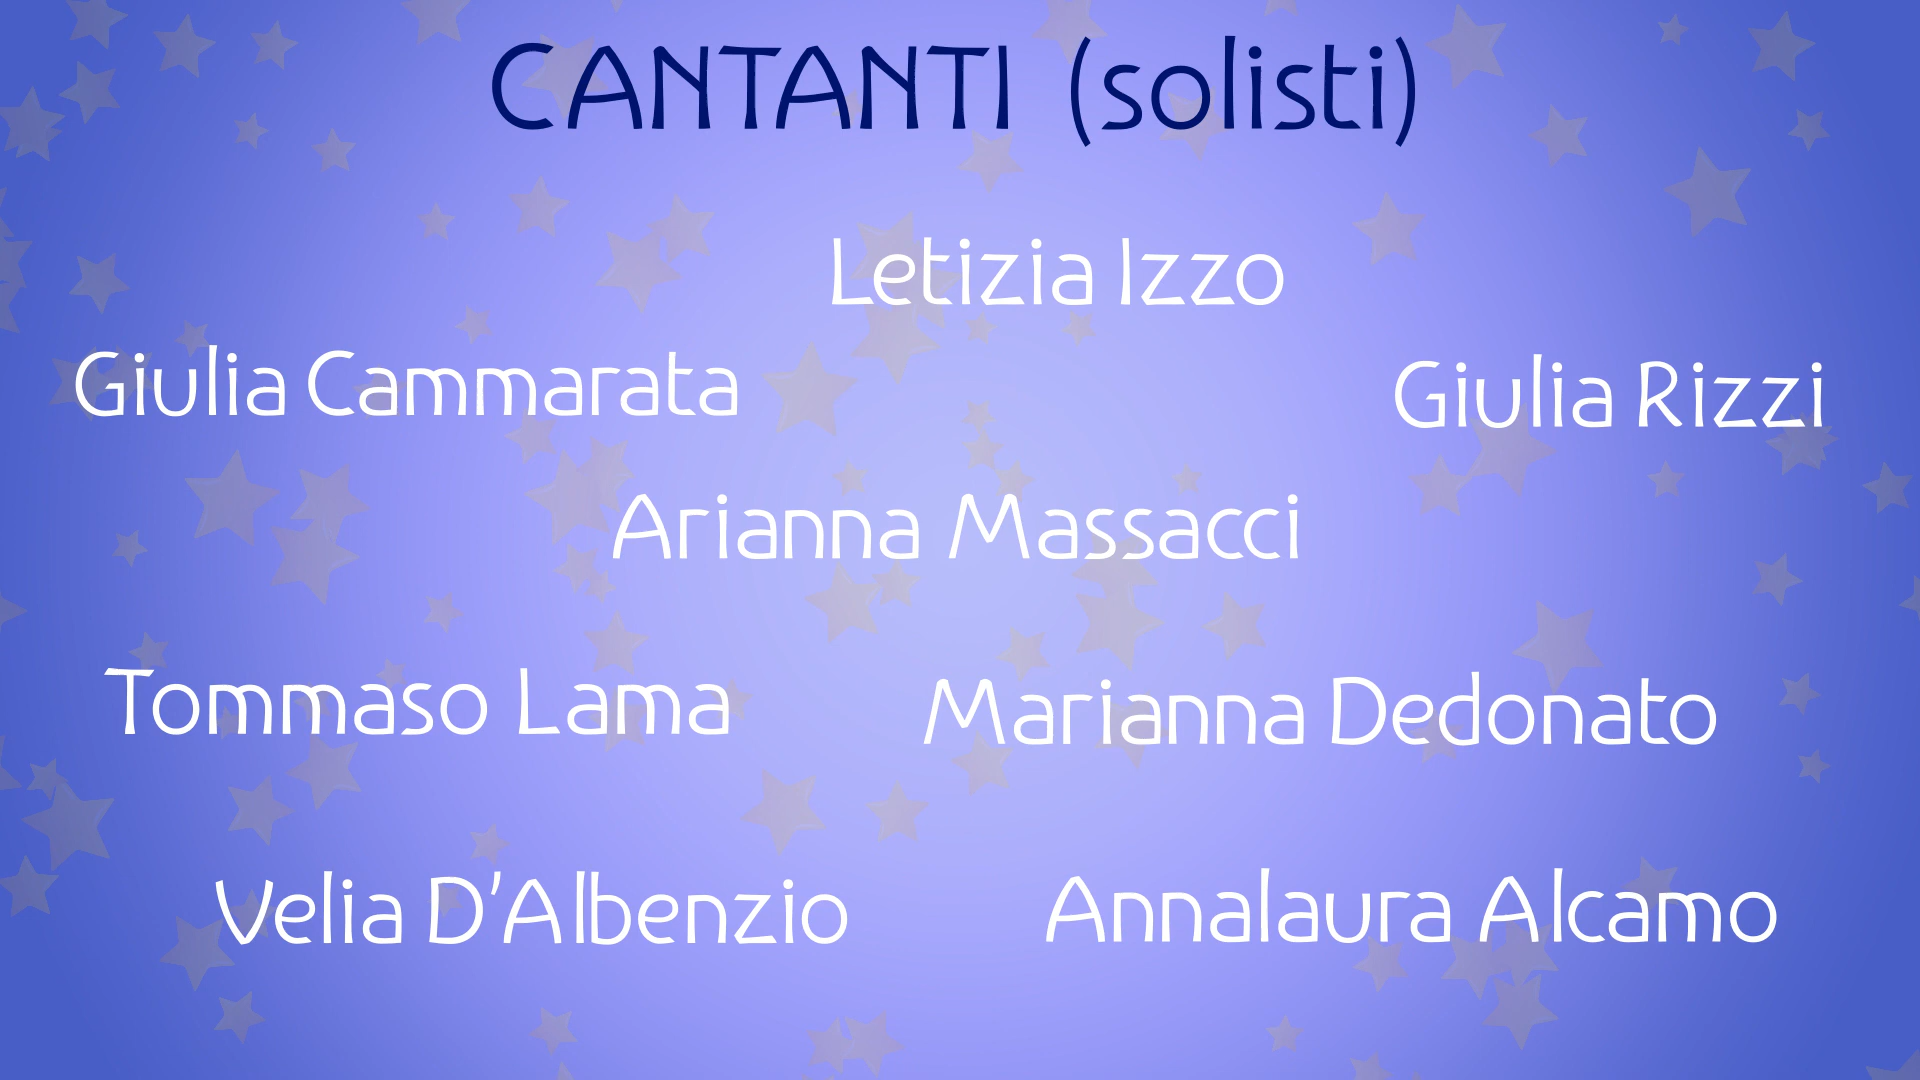 CANTANTI (solisti)
Letizia Izzo
Giulia Cammarata
Giulia Rizzi
Arianna Massacci
Tommaso Lama
Marianna Dedonato
Velia D'Albenzio
Annalaura Alcamo